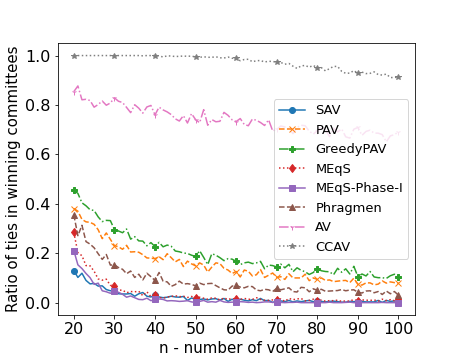 Ratio of ties in winning committees
1.0
0.8
0.6
0.4
0.2
0.0
SAV
PAV
GreedyPAV
MEqS
MEqS-Phase-I
Phragmen
AV
CCAV
20 30 40 50 60 70 80 90 100
n - number of voters